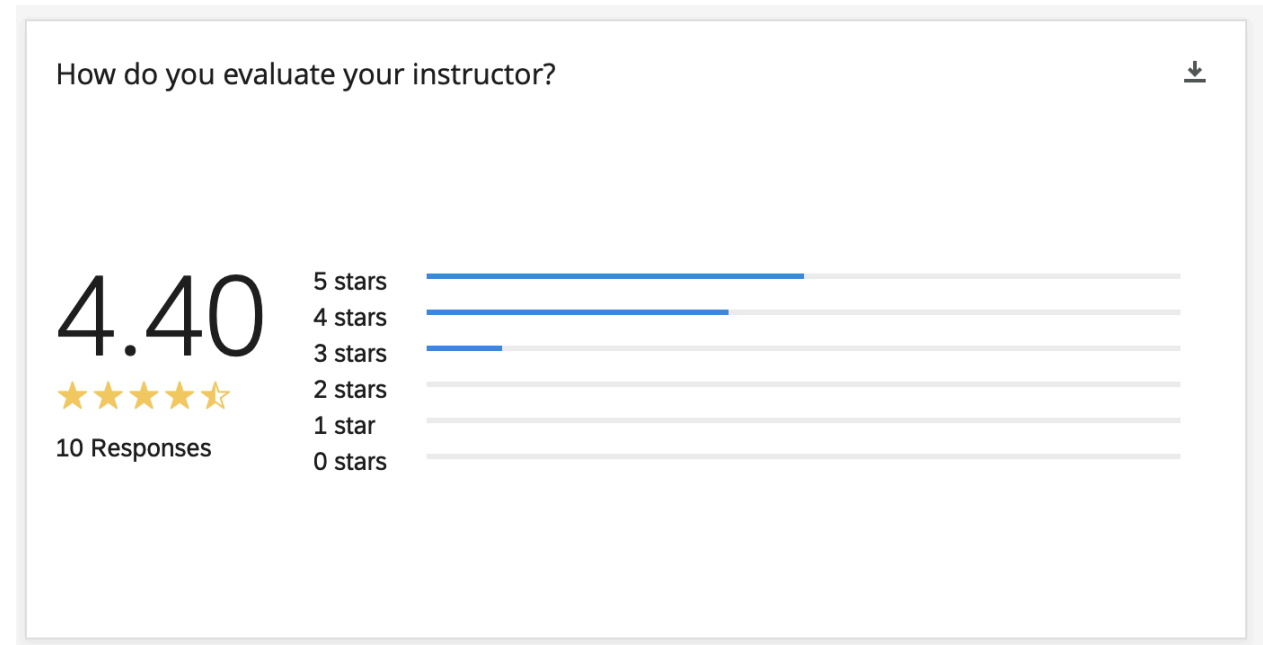 How do you evaluate your instructor?
4.40
10 Responses
5 stars
4 stars
3 stars
2 stars
1 star
0 stars